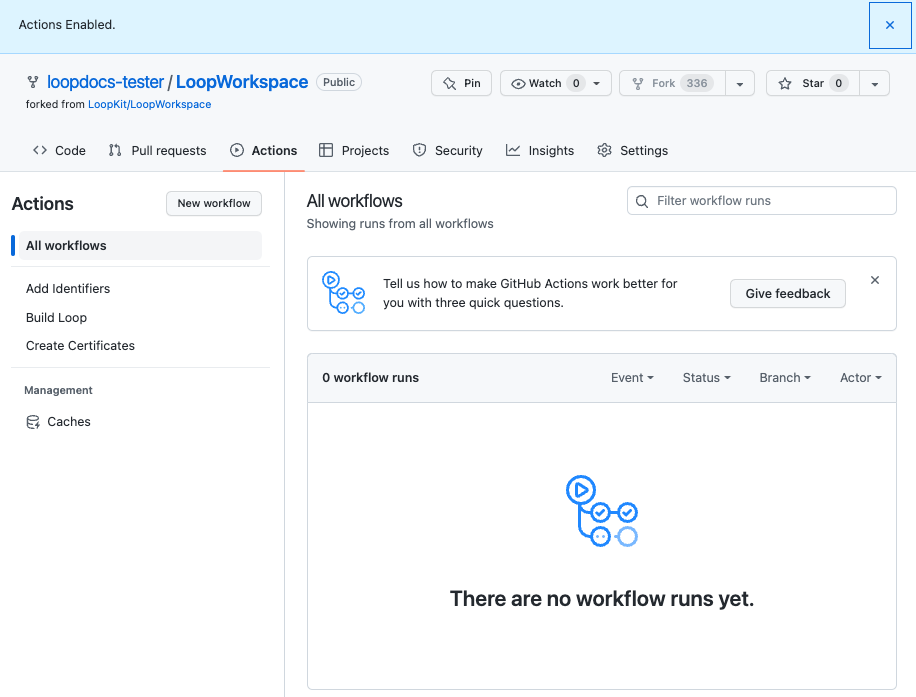 Actions Enabled.
loopdocs-tester / LoopWorkspace Public
Pin
Watch 0
Fork 336
Star 0
forked from LoopKit/LoopWorkspace
Code
Pull requests
Actions
Projects
Security
Insights
Settings
Actions
New workflow
All workflows
Add Identifiers
Build Loop
Create Certificates
Management
Caches
All workflows
Showing runs from all workflows
Filter workflow runs
Tell us how to make GitHub Actions work better for
you with three quick questions.
Give feedback
0 workflow runs
Event
Status
Branch
Actor
There are no workflow runs yet.